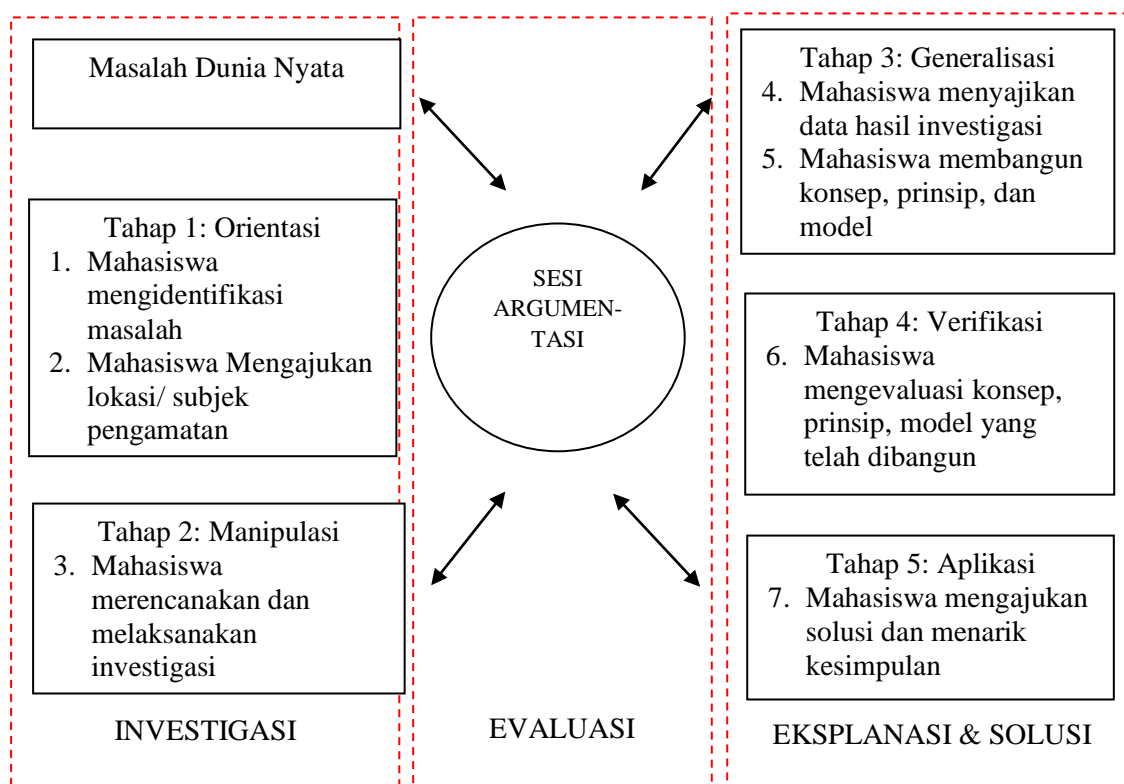 Masalah Dunia Nyata
Tahap 1: Orientasi
1. Mahasiswa
mengidentifikasi
masalah
2. Mahasiswa Mengajukan
lokasi/ subjek
pengamatan
Tahap 2: Manipulasi
3. Mahasiswa
merencanakan dan
melaksanakan
investigasi
INVESTIGASI
SESI
ARGUMEN-
TASI
EVALUASI
Tahap 3: Generalisasi
4. Mahasiswa menyajikan
data hasil investigasi
5. Mahasiswa membangun
konsep, prinsip, dan
model
Tahap 4: Verifikasi
6. Mahasiswa
mengevaluasi konsep,
prinsip, model yang
telah dibangun
Tahap 5: Aplikasi
7. Mahasiswa mengajukan
solusi dan menarik
kesimpulan
EKSPLANASI & SOLUSI